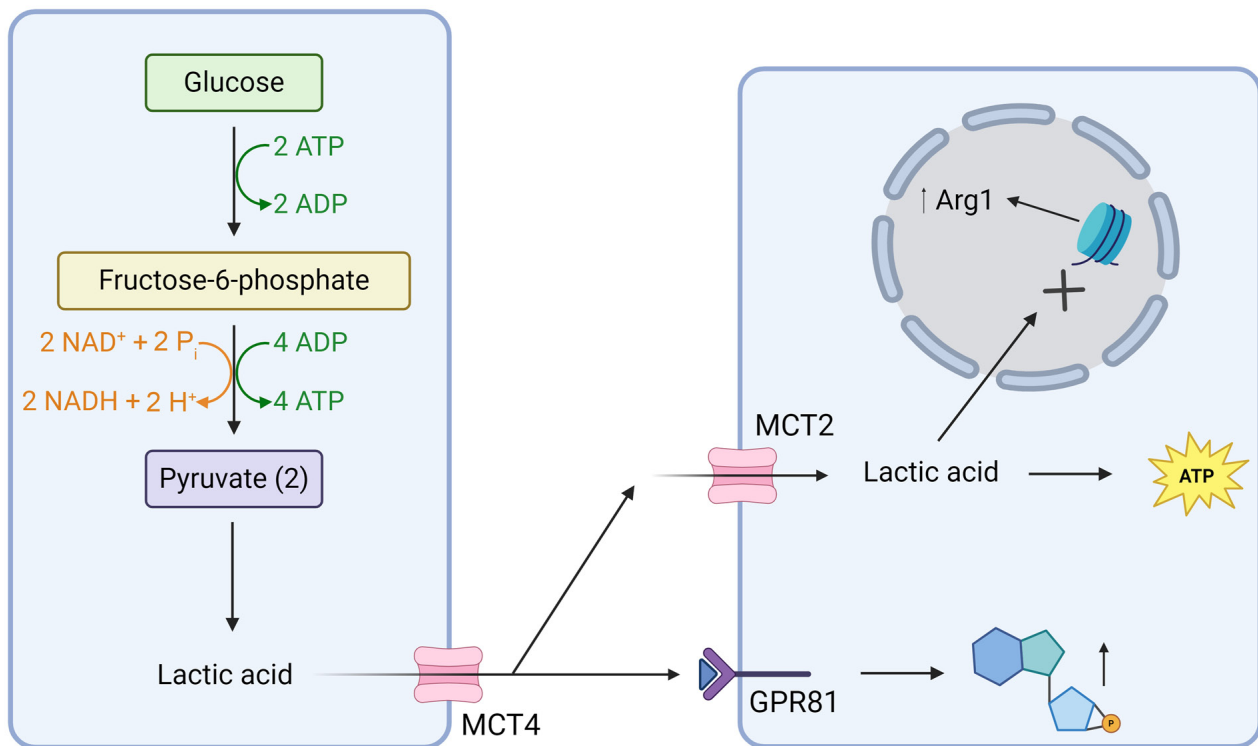 Glucose
2 ATP
2 ADP
Fructose-6-phosphate
2 NAD⁺ + 2 Pᵢ
4 ADP
2 NADH + 2 H⁺
4 ATP
Pyruvate (2)
Lactic acid
MCT4
↑ Arg1
MCT2
Lactic acid
ATP
GPR81
P